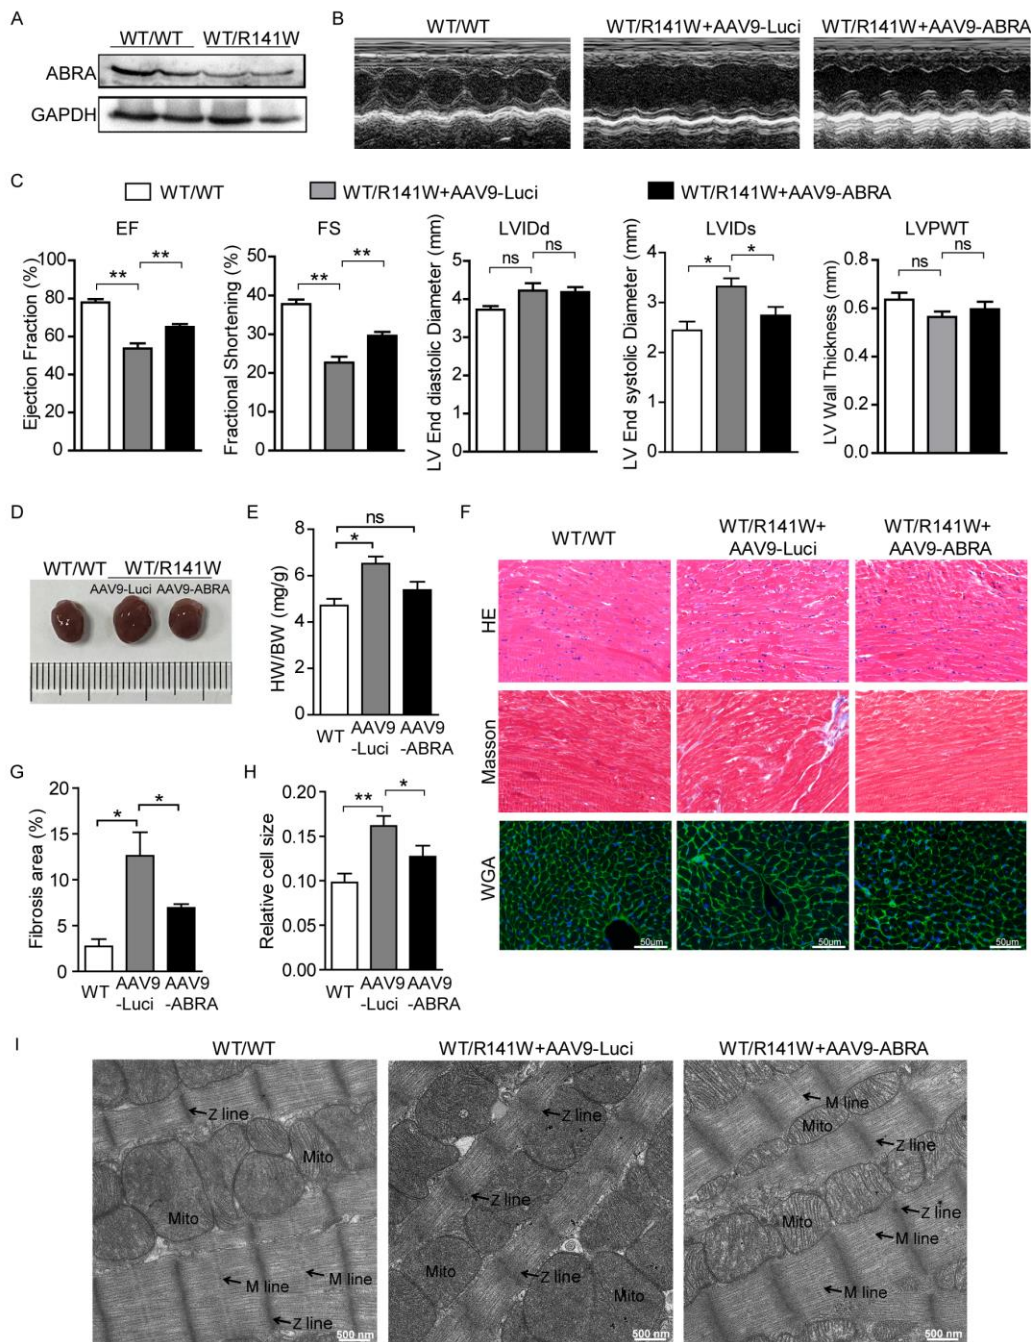 A
WT/WT WT/R141W
ABRA
GAPDH
B
WT/WT WT/R141W+AAV9-Luci WT/R141W+AAV9-ABRA
C
WT/WT WT/R141W+AAV9-Luci WT/R141W+AAV9-ABRA
EF
Ejection Fraction (%)
100
80
60
40
20
0
** **
FS
Fractional Shortening (%)
50
40
30
20
10
0
** **
LVIDd
LV End diastolic Diameter (mm)
5
4
3
2
1
0
ns ns
LVIDs
LV End systolic Diameter (mm)
4
3
2
1
0
* *
LVPWT
LV Wall Thickness (mm)
0.8
0.6
0.4
0.2
0.0
ns ns
D
WT/WT WT/R141W
AAV9-Luci AAV9-ABRA
E
HW/BW (mg/g)
8
6
4
2
0
ns
*
WT AAV9 AAV9
-Luci -ABRA
F
WT/WT WT/R141W+ WT/R141W+
AAV9-Luci AAV9-ABRA
HE
Masson
WGA
50um 50um 50um
G
Fibrosis area (%)
20
15
10
5
0
* *
WT AAV9 AAV9
-Luci -ABRA
H
Relative cell size
0.20
0.15
0.10
0.05
0.00
** *
WT AAV9 AAV9
-Luci -ABRA
I
WT/WT WT/R141W+AAV9-Luci WT/R141W+AAV9-ABRA
Z line
Mito
Mito
M line M line
Z line
500 nm
Z line
Mito
Z line
500 nm
M line
Mito
Z line
Z line
Mito
M line
M line
500 nm